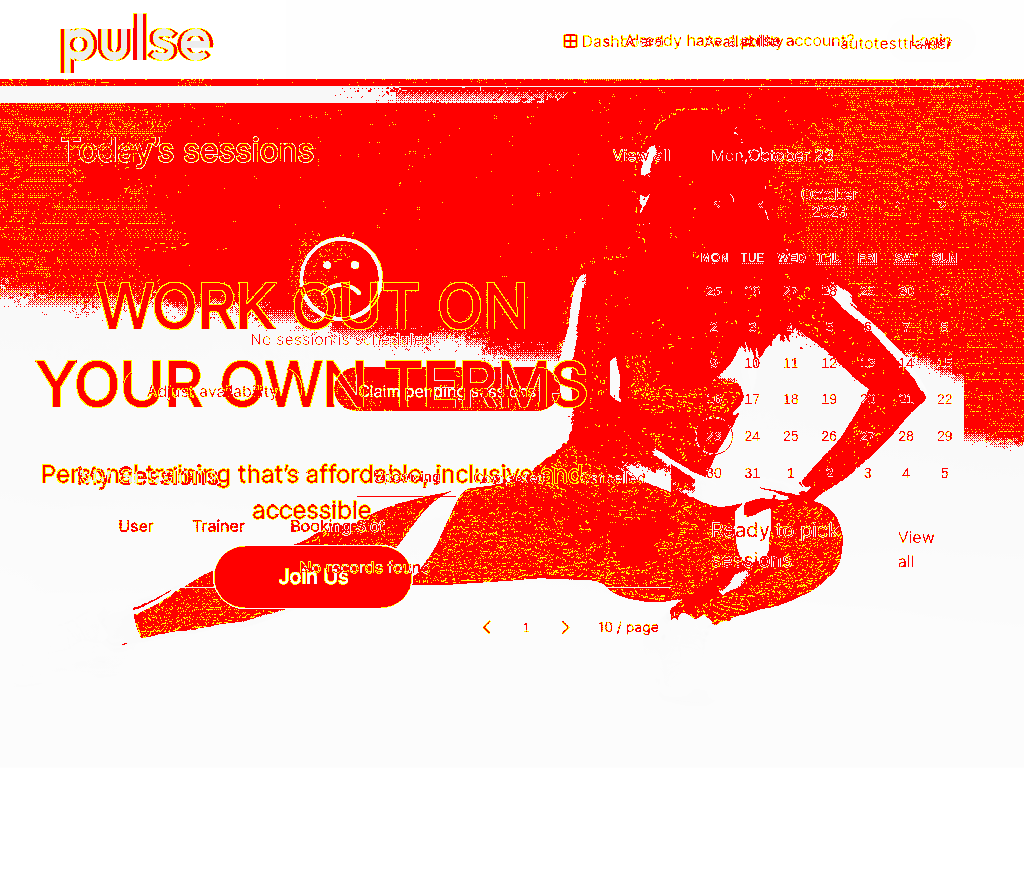 pulse
Dashboard Already have a pulse account? Availability autotesttrainer Login
Today's sessions
View all Mon, October 23
October
2023
MON TUE WED THU FRI SAT SUN
25 26 27 28 29 30
2 3 5 6 7 8
9 10 11 12 13 14 15
16 17 18 19 20 21 22
23 24 25 26 27 28 29
30 31 1 2 3 4 5
WORK OUT ON
No session is scheduled
YOUR OWN TERMS
Adjust availability Claim pending sessions
Personal training that's affordable, inclusive and
accessible.
My sessions Upcoming Cancelled
User Trainer Booking Slot
No records found
Join Us
Ready to pick
sessions
View
all
1 10 / page